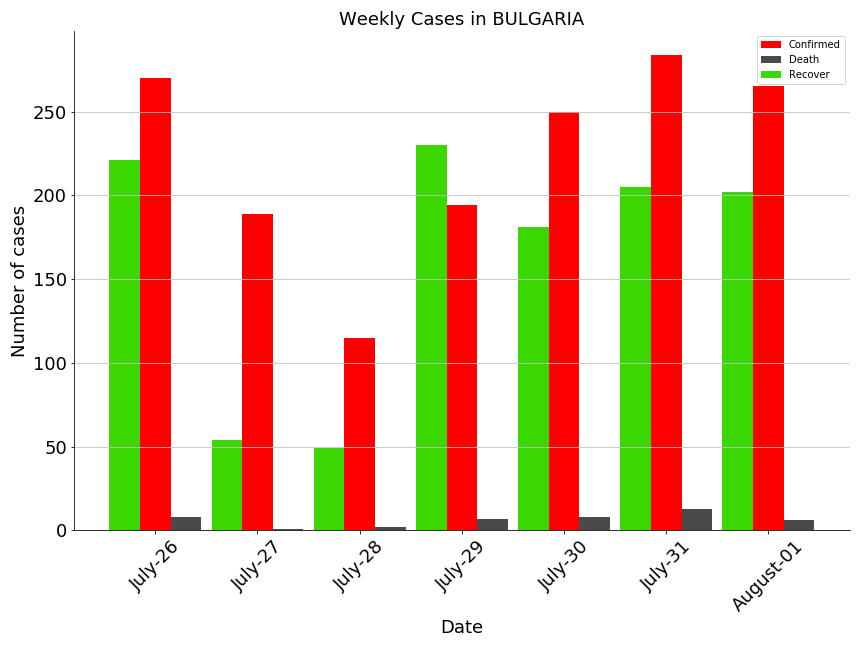 Weekly Cases in BULGARIA
Confirmed
Death
Recover
Number of cases
250
200
150
100
50
0
July-26
July-27
July-28
July-29
July-30
July-31
August-01
Date